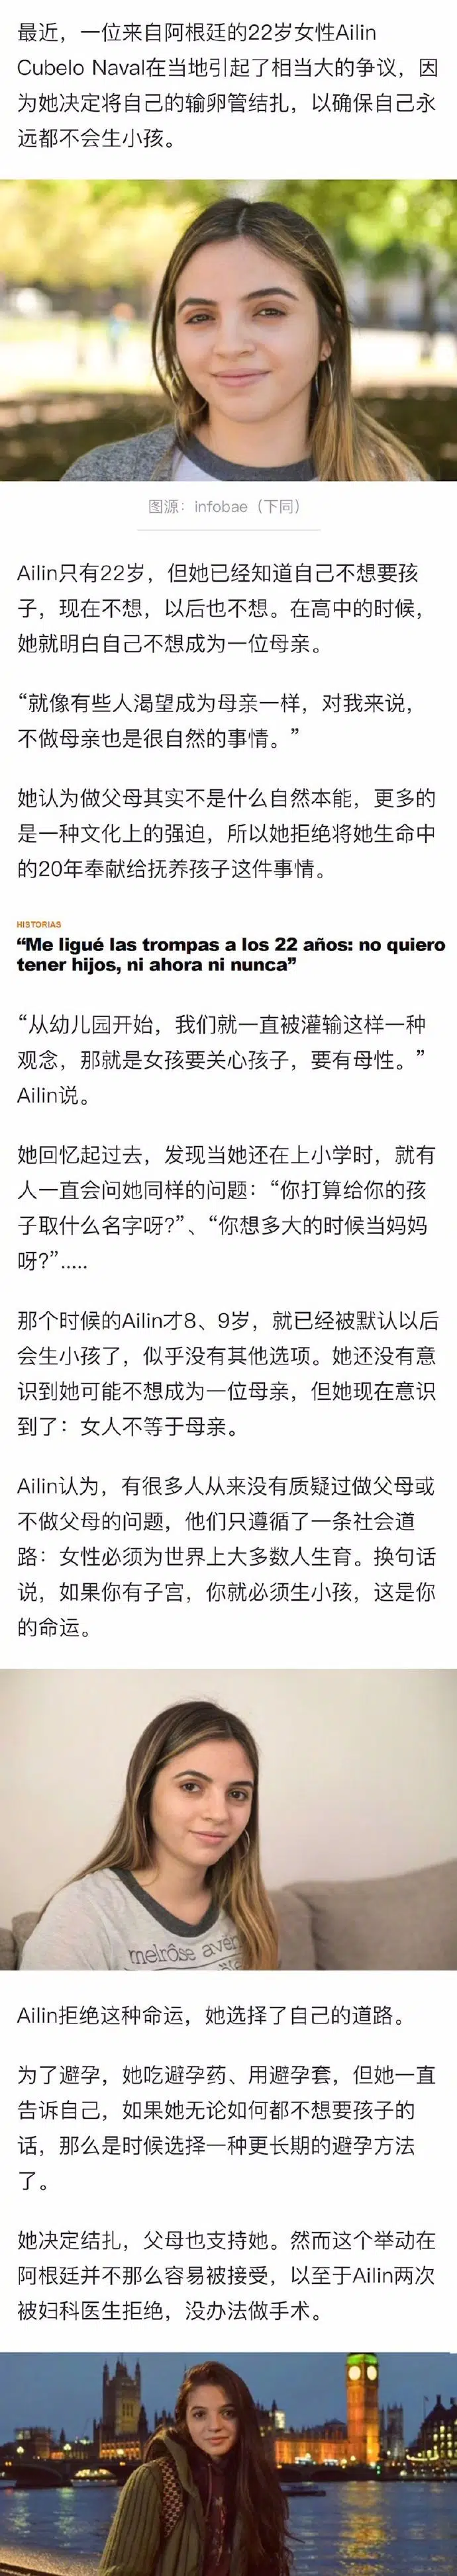 最近，一位来自阿根廷的22岁女性Ailin
Cubelo Naval在当地引起了相当大的争议，因
为她决定将自己的输卵管结扎，以确保自己永
远都不会生小孩。
图源：infobae（下同）
Ailin只有22岁，但她已经知道自己不想要孩
子，现在不想，以后也不想。在高中的时候，
她就明白自己不想成为一位母亲。
“就像有些人渴望成为母亲一样，对我来说，
不做母亲也是很自然的事情。”
她认为做父母其实不是什么自然本能，更多的
是一种文化上的强迫，所以她拒绝将她生命中
的20年奉献给抚养孩子这件事情。
HISTORIAS
“Me ligué las trompas a los 22 años: no quiero
tener hijos, ni ahora ni nunca”
“从幼儿园开始，我们就一直被灌输这样一种
观念，那就是女孩要关心孩子，要有母性。”
Ailin说。
她回忆起过去，发现当她还在上小学时，就有
人一直会问她同样的问题：“你打算给你的孩
子取什么名字呀?”、“你想多大的时候当妈妈
呀?”.....
那个时候的Ailin才8、9岁，就已经被默认以后
会生小孩了，似乎没有其他选项。她还没有意
识到她可能不想成为一位母亲，但她现在意识
到了：女人不等于母亲。
Ailin认为，有很多人从来没有质疑过做父母或
不做父母的问题，他们只遵循了一条社会道
路：女性必须为世界上大多数人生育。换句话
说，如果你有子宫，你就必须生小孩，这是你
的命运。
melrôse aven
Ailin拒绝这种命运，她选择了自己的道路。
为了避孕，她吃避孕药、用避孕套，但她一直
告诉自己，如果她无论如何都不想要孩子的
话，那么是时候选择一种更长期的避孕方法
了。
她决定结扎，父母也支持她。然而这个举动在
阿根廷并不那么容易被接受，以至于Ailin两次
被妇科医生拒绝，没办法做手术。